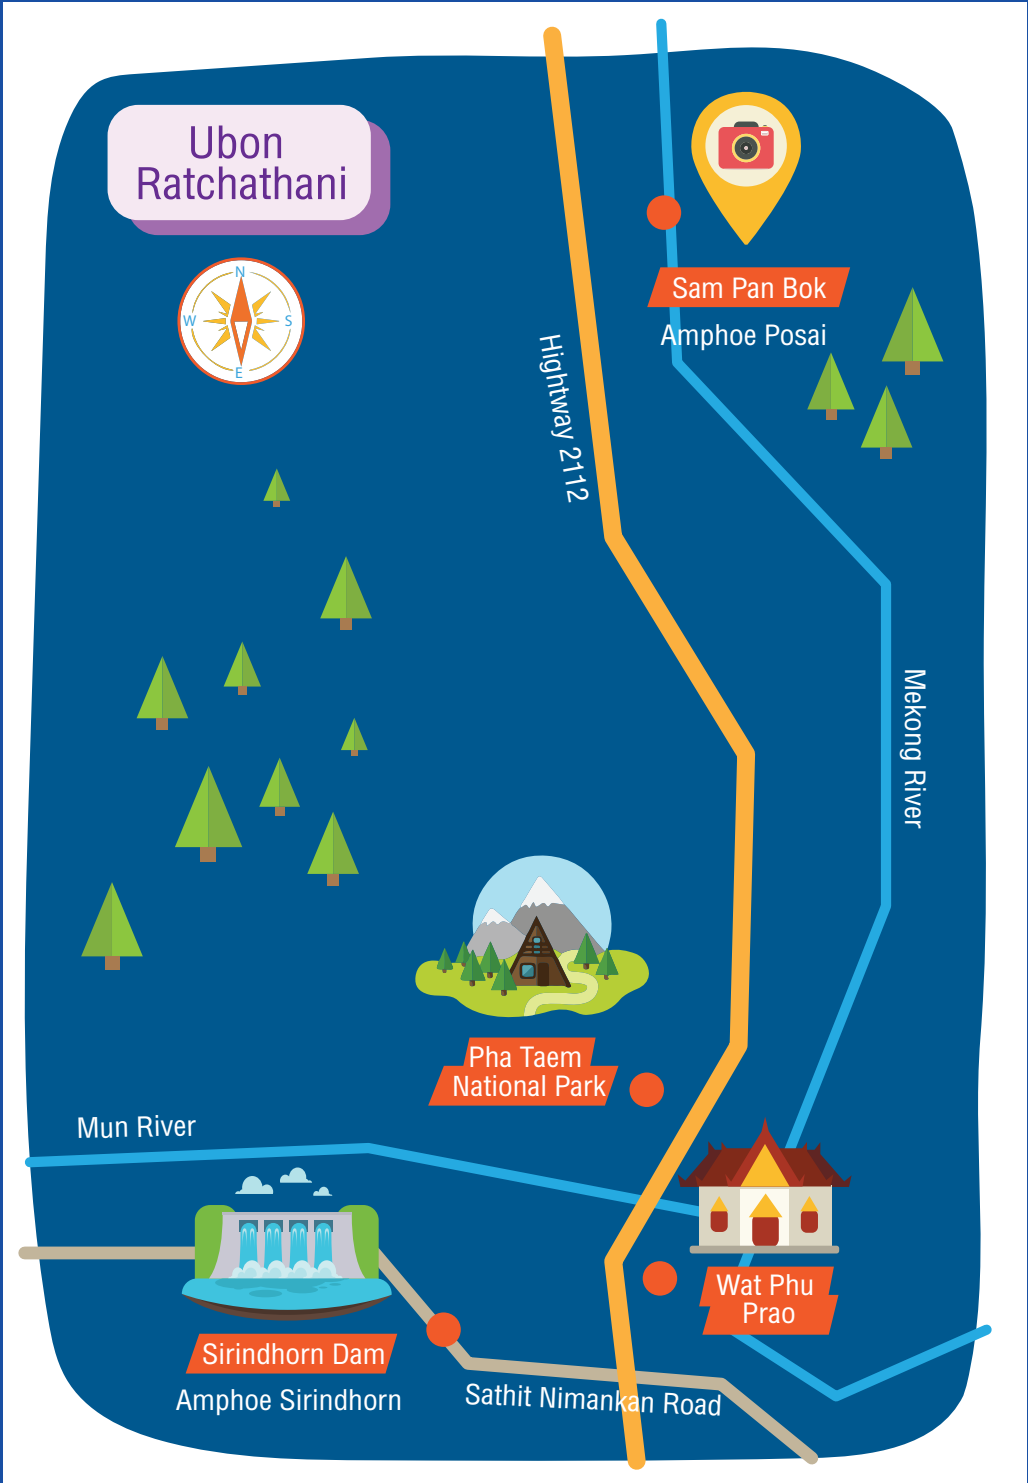 Ubon
Ratchathani
N
W
S
E
Sam Pan Bok
Amphoe Posai
Hightway 2112
Mekong River
Pha Taem
National Park
Mun River
Wat Phu
Prao
Sirindhorn Dam
Amphoe Sirindhorn
Sathit Nimankan Road